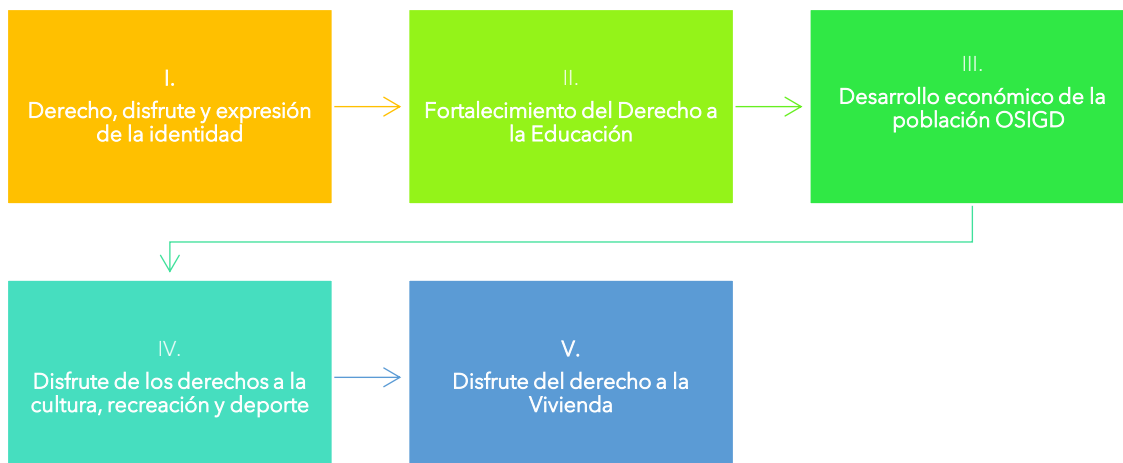 I.
Derecho, disfrute y expresión
de la identidad
II.
Fortalecimiento del Derecho a
la Educación
III.
Desarrollo económico de la
población OSIGD
IV.
Disfrute de los derechos a la
cultura, recreación y deporte
V.
Disfrute del derecho a la
Vivienda